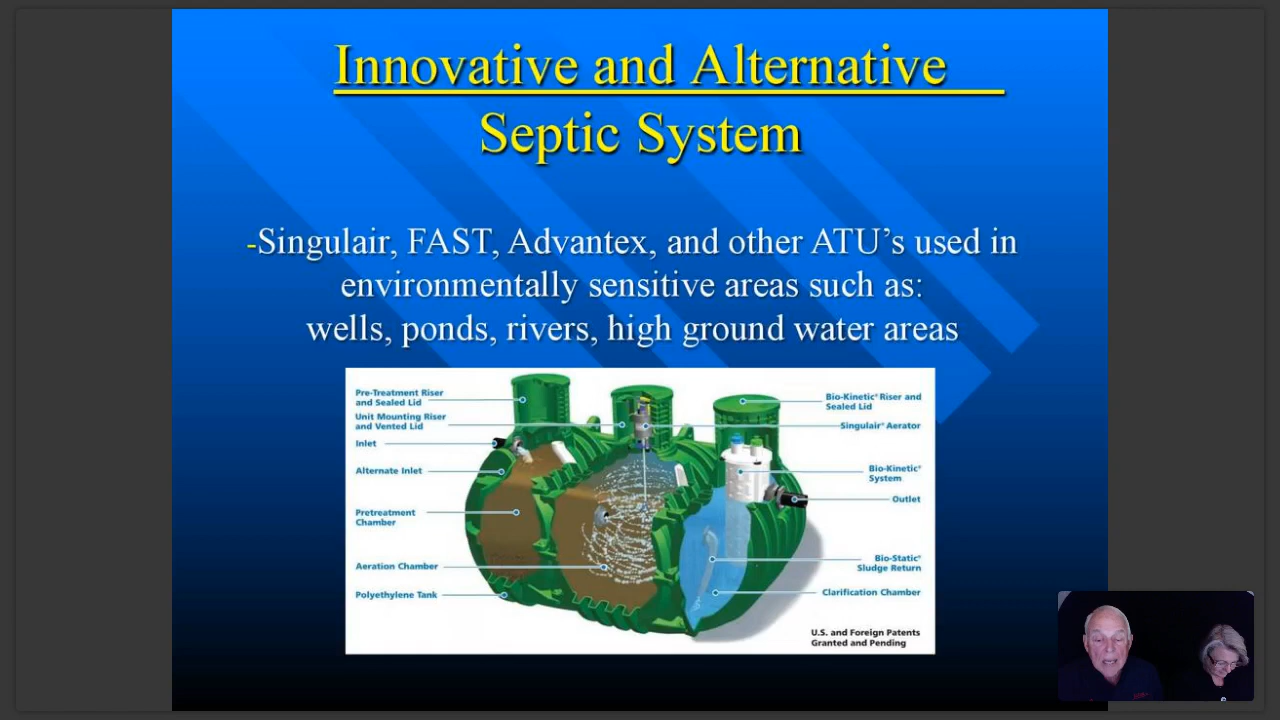 Innovative and Alternative
Septic System
-Singulair, FAST, Advantex, and other ATU’s used in
environmentally sensitive areas such as:
wells, ponds, rivers, high ground water areas
Pre-Treatment Riser
and Sealed Lid
Unit Mounting Riser
and Vented Lid
Inlet
Alternate Inlet
Pretreatment
Chamber
Aeration Chamber
Polyethylene Tank
Bio-Kinetic® Riser and
Sealed Lid
Singulair® Aerator
Bio-Kinetic®
System
Outlet
Bio-Static®
Sludge Return
Clarification Chamber
U.S. and Foreign Patents
Granted and Pending